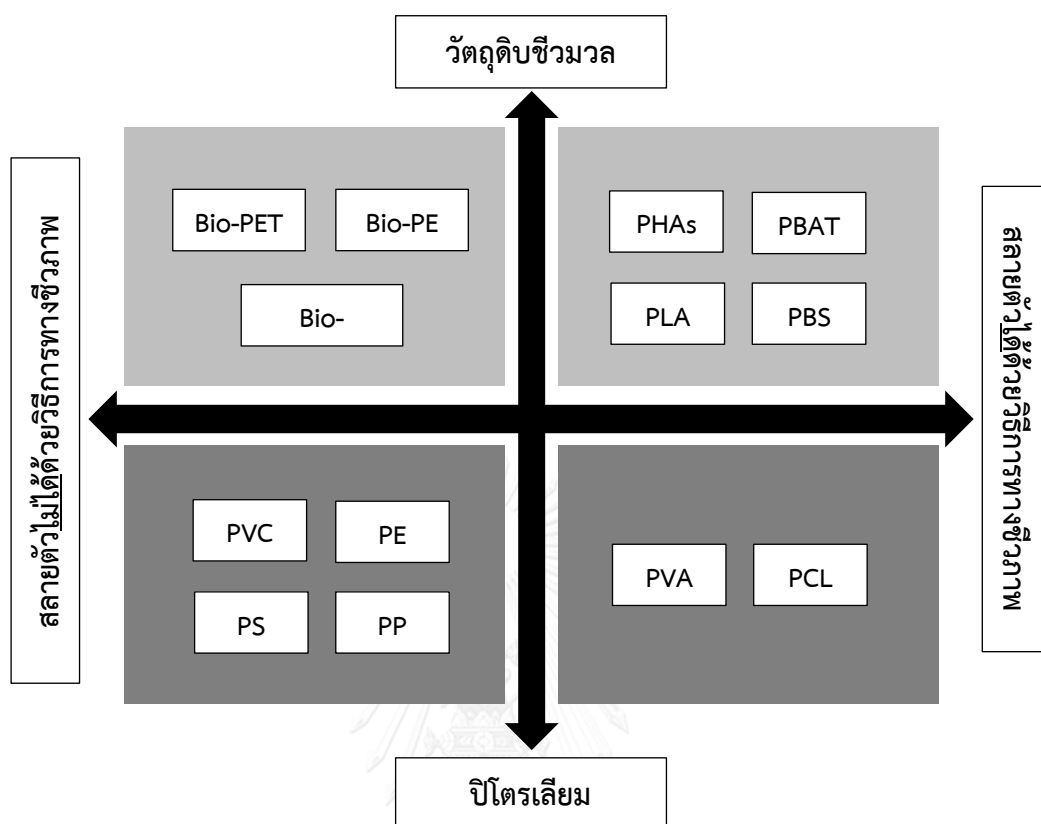 วัตถุดิบชีวมวล
สลายตัวไม่ได้ด้วยวิธีการทางชีวภาพ
สลายตัวได้ด้วยวิธีการทางชีวภาพ
Bio-PET
Bio-PE
Bio-
PHAs
PBAT
PLA
PBS
PVC
PE
PS
PP
PVA
PCL
ปิโตรเลียม